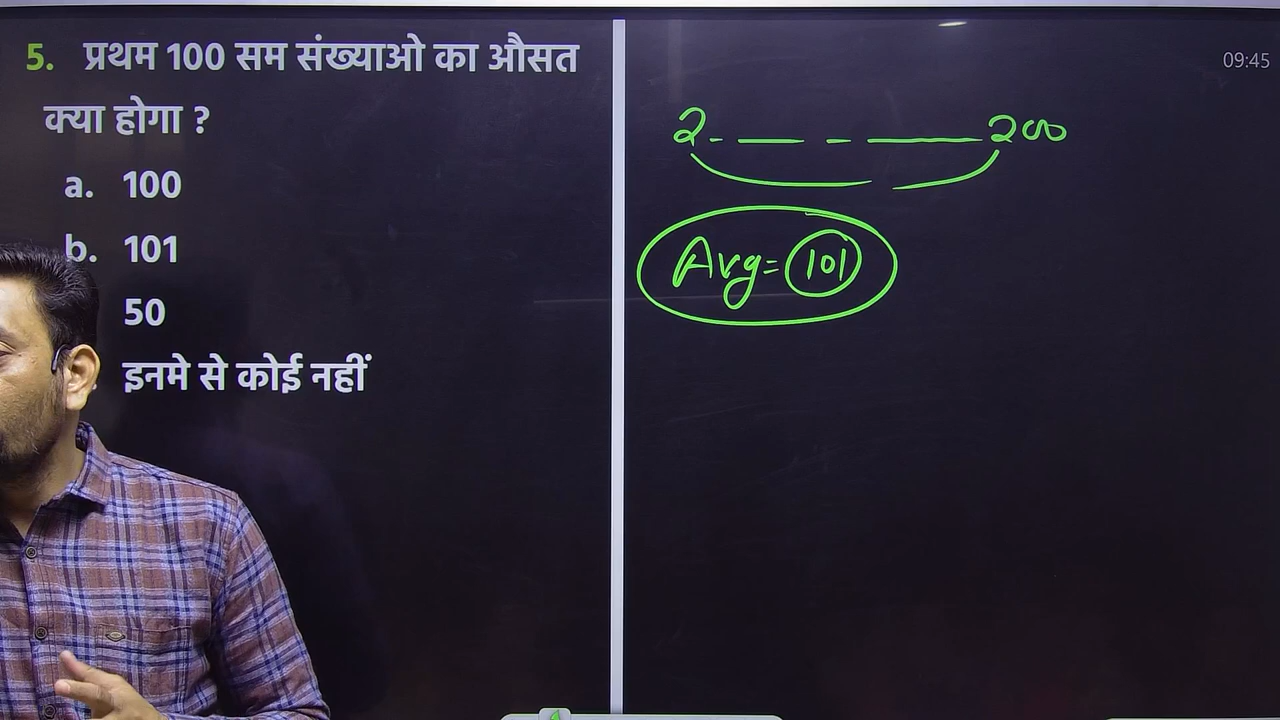 5. प्रथम 100 सम संख्याओ का औसत
क्या होगा ?
a. 100
b. 101
50
इनमे से कोई नहीं
09:45
2 - — - — 200
Avg = 101